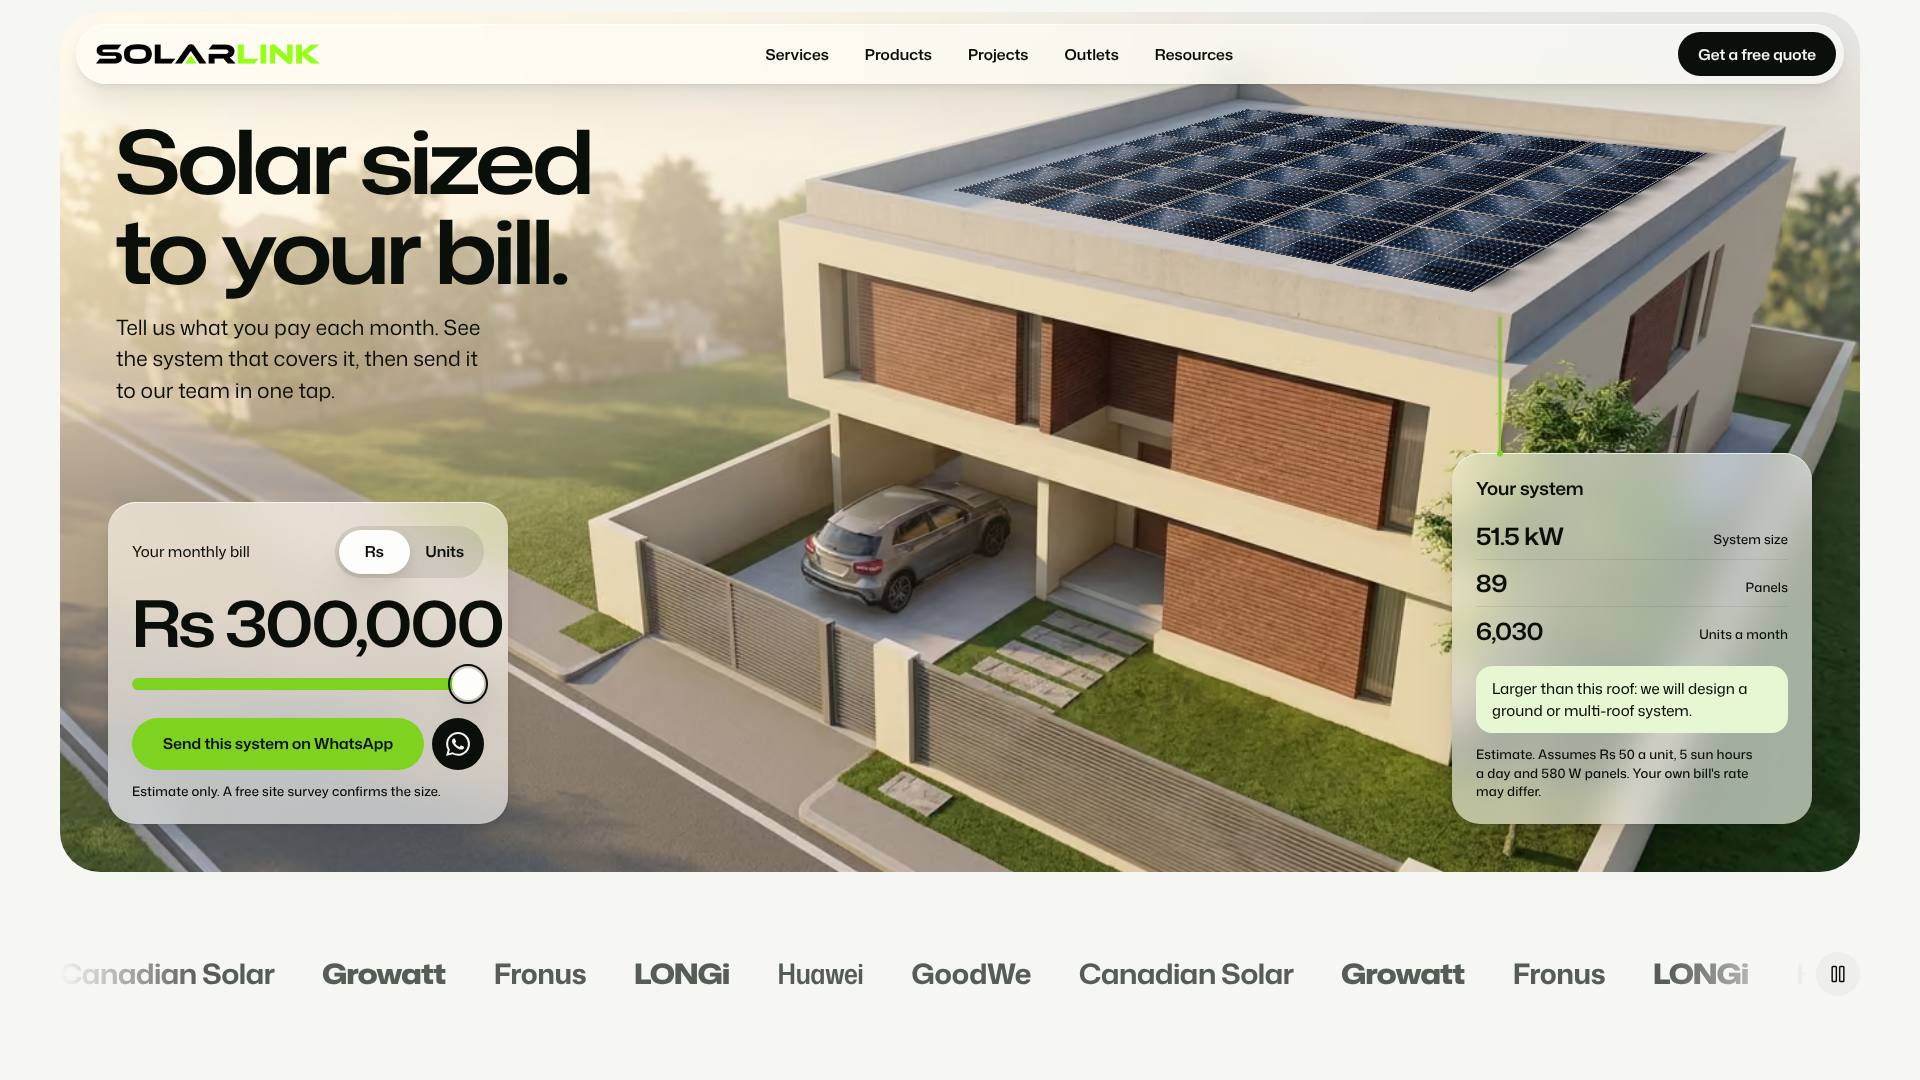 SOLARLINK
Services
Products
Projects
Outlets
Resources
Get a free quote
Solar sized
to your bill.
Tell us what you pay each month. See
the system that covers it, then send it
to our team in one tap.
Your monthly bill
Rs
Units
Rs 300,000
Send this system on WhatsApp
Estimate only. A free site survey confirms the size.
Your system
51.5 kW
System size
89
Panels
6,030
Units a month
Larger than this roof: we will design a
ground or multi-roof system.
Estimate. Assumes Rs 50 a unit, 5 sun hours
a day and 580 W panels. Your own bill's rate
may differ.
Canadian Solar
Growatt
Fronus
LONGi
Huawei
GoodWe
Canadian Solar
Growatt
Fronus
LONGi